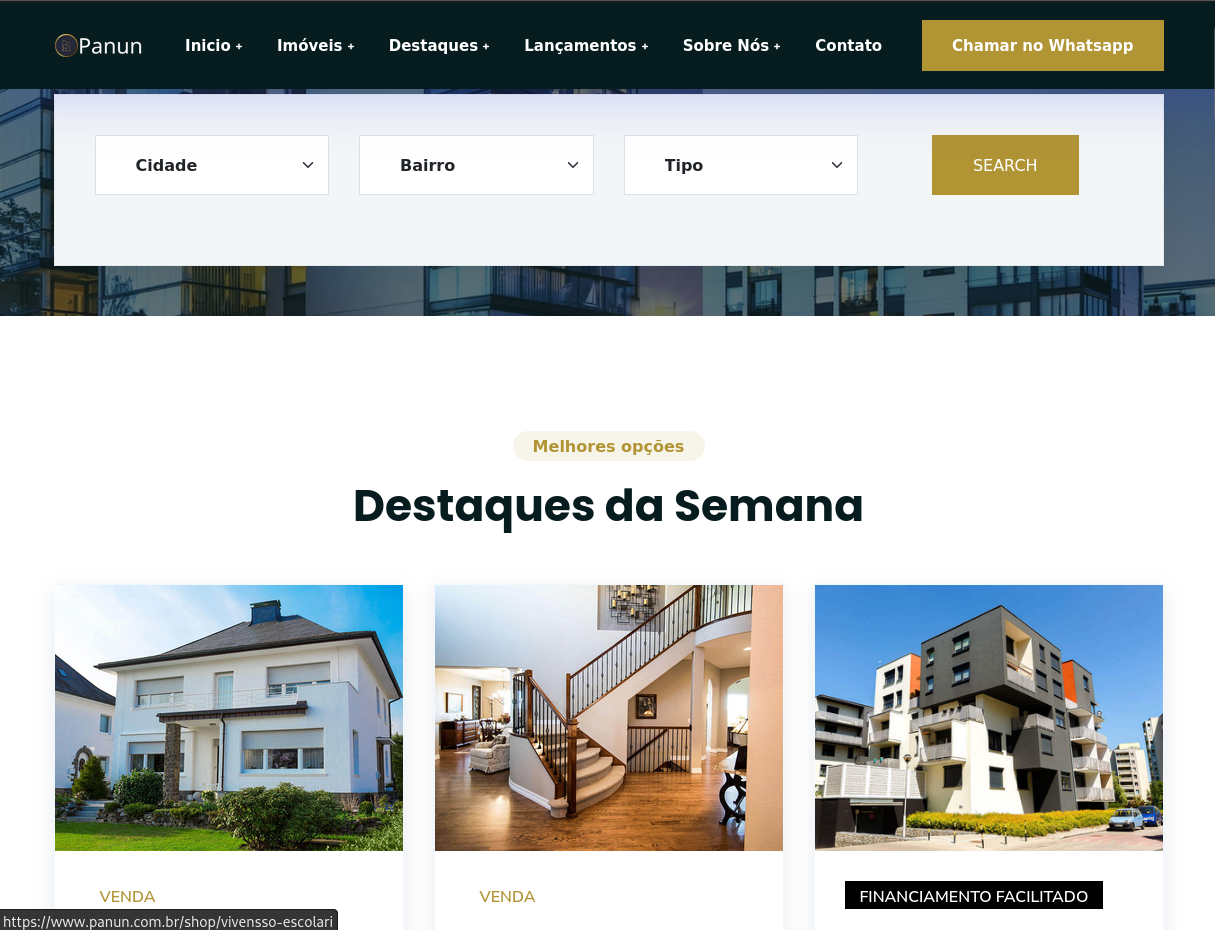 Panun
Inicio +
Imóveis +
Destaques +
Lançamentos +
Sobre Nós +
Contato
Chamar no Whatsapp
Cidade
Bairro
Tipo
SEARCH
Melhores opções
Destaques da Semana
VENDA
VENDA
FINANCIAMENTO FACILITADO
https://www.panun.com.br/shop/vivensso-escolari